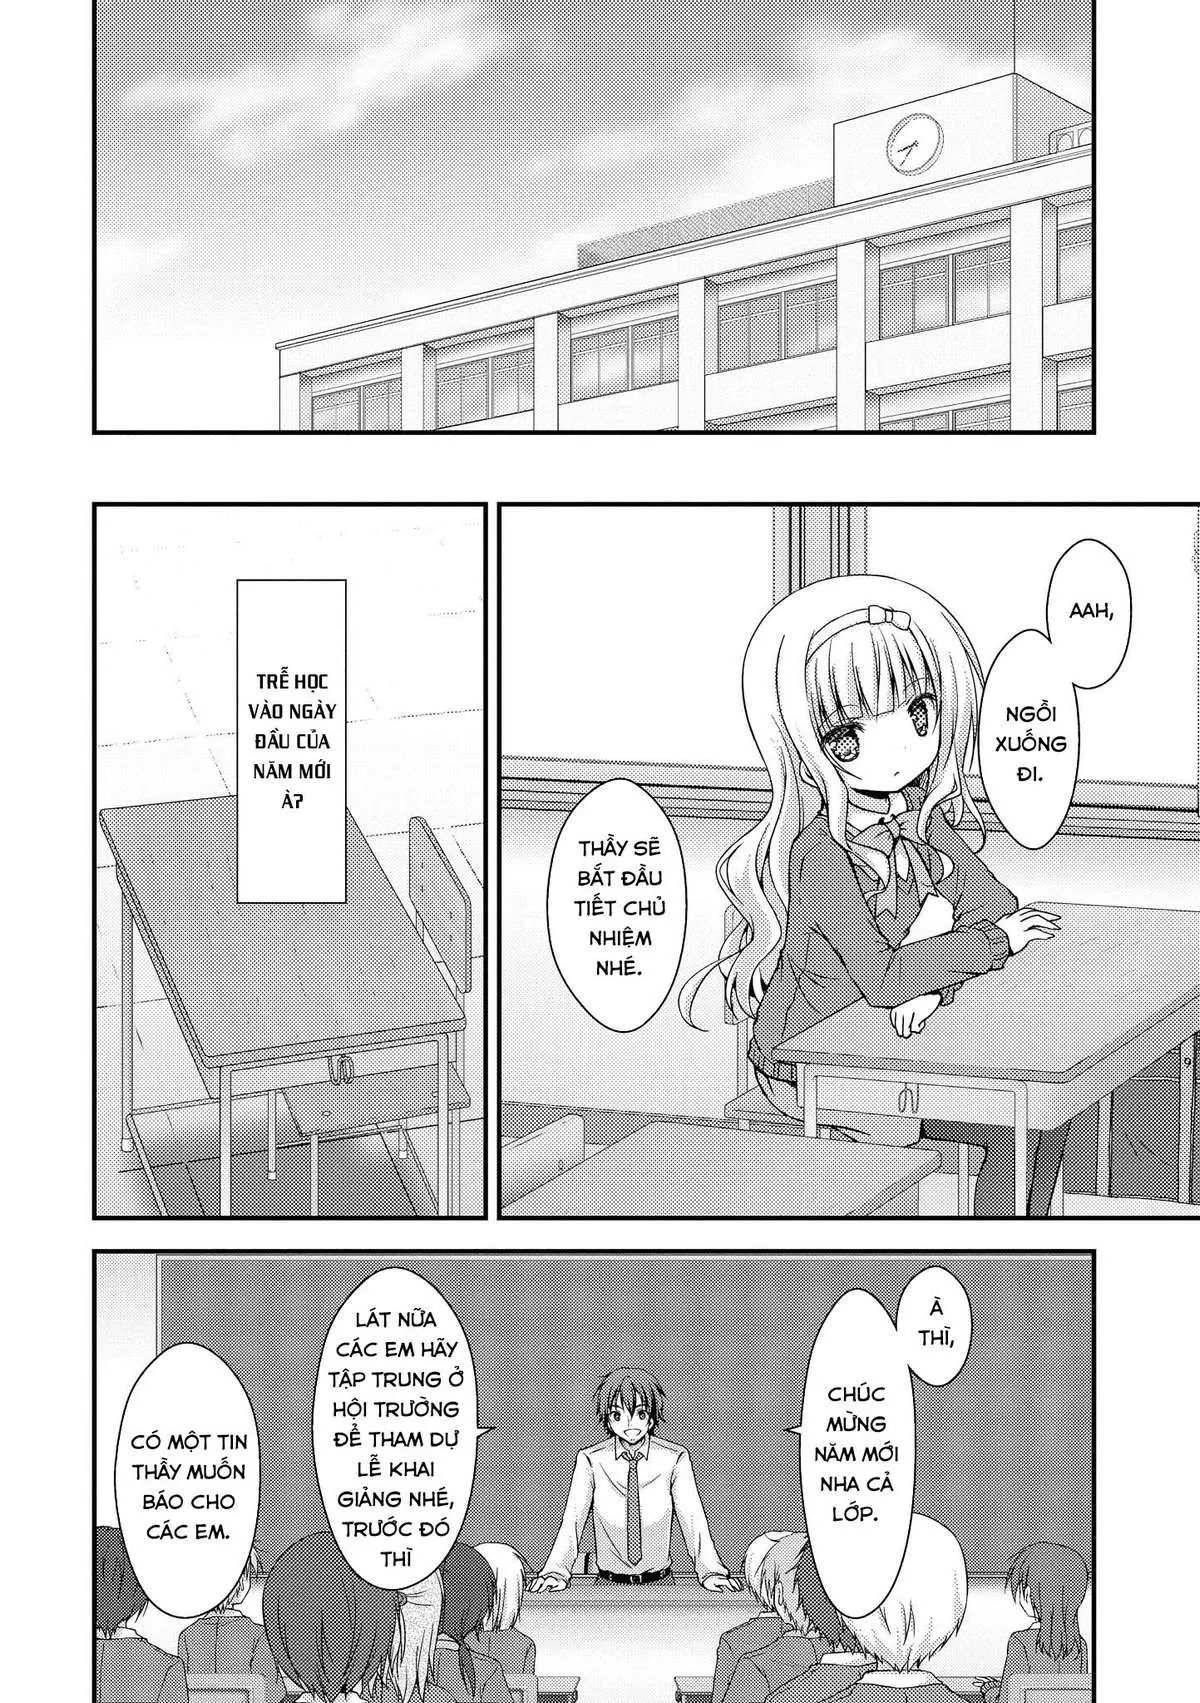 AAH,
NGỒI
XUỐNG
ĐI.
THẦY SẼ
BẮT ĐẦU
TIẾT CHỦ
NHIỆM
NHÉ.
TRỄ HỌC
VÀO NGÀY
ĐẦU CỦA
NĂM MỚI
À?
À
THÌ,
CHÚC
MỪNG
NĂM MỚI
NHA CẢ
LỚP.
LÁT NỮA
CÁC EM HÃY
TẬP TRUNG Ở
HỘI TRƯỜNG
ĐỂ THAM DỰ
LỄ KHAI
GIẢNG NHÉ,
TRƯỚC ĐÓ
THÌ
CÓ MỘT TIN
THẦY MUỐN
BÁO CHO
CÁC EM.